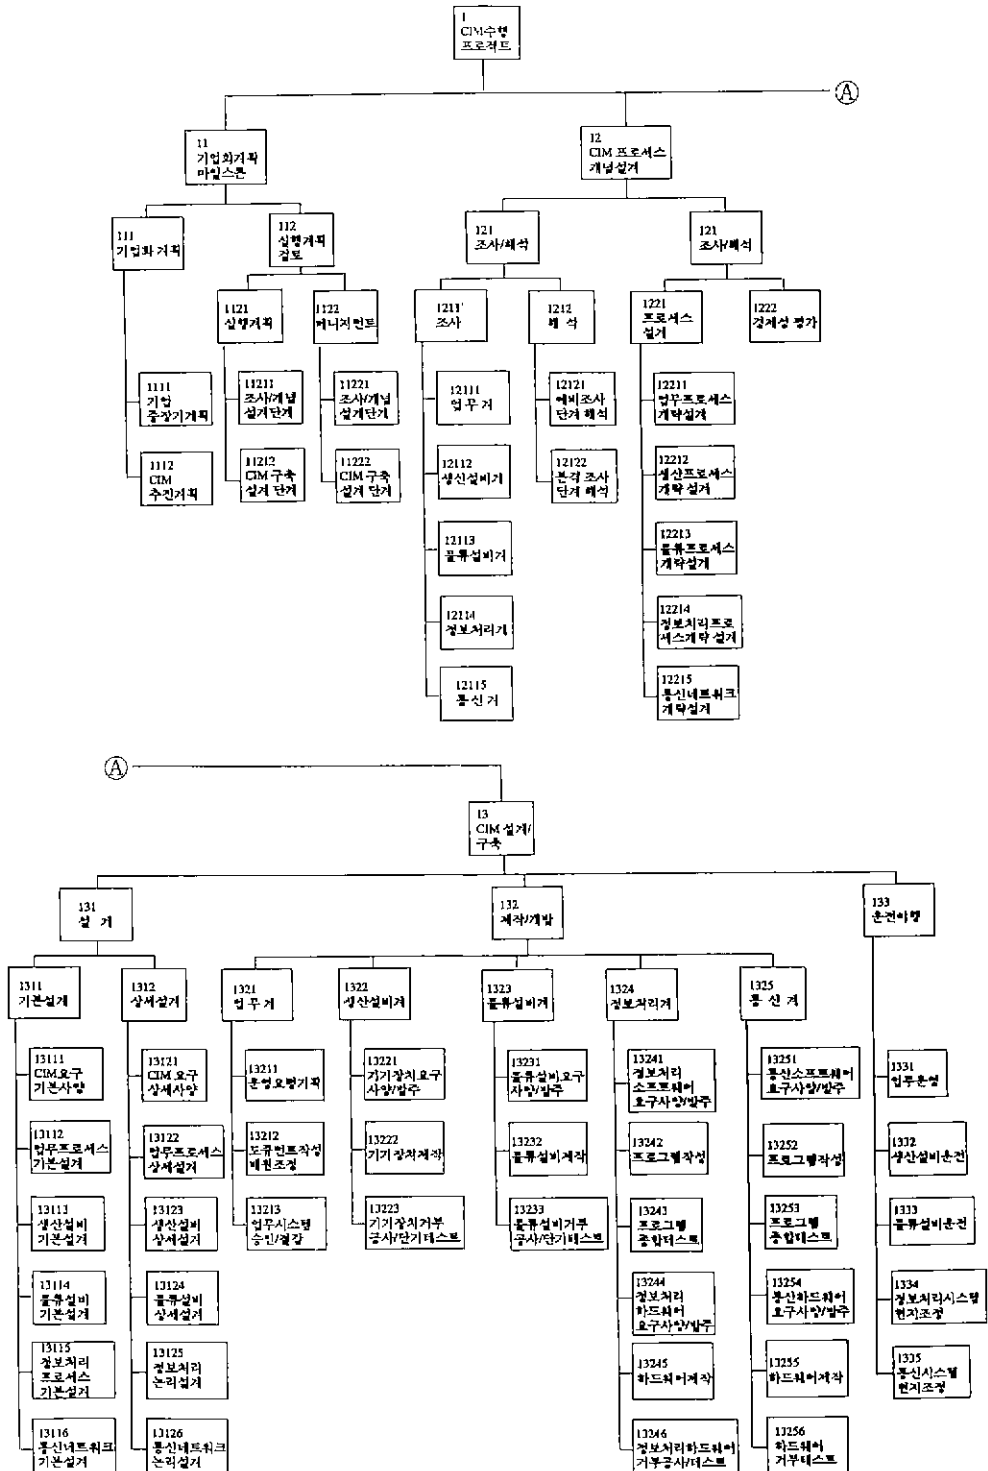 1
CIM수행
프로젝트
Ⓐ
11
기업화계획
마일스톤
12
CIM 프로세스
개념설계
111
기업화 계획
112
실행계획
검토
121
조사/해석
121
조사/해석
1121
실행계획
1122
매니지먼트
1211
조사
1212
해 석
1221
프로세스
설계
1222
경제성 평가
1111
기업
중장기계획
11211
조사/개념
설계단계
11221
조사/개념
설계단계
12111
업무계
12121
예비조사
단계 해석
12211
업무프로세스
개략설계
1112
CIM
추진계획
11212
CIM 구축
설계 단계
11222
CIM 구축
설계 단계
12112
생산설비계
12122
본격 조사
단계 해석
12212
생산프로세스
개략 설계
12113
물류설비계
12213
물류프로세스
개략설계
12114
정보처리계
12214
정보처리프로
세스개략 설계
12115
통신계
12215
통신네트워크
개략설계
Ⓐ
13
CIM 설계/
구축
131
설 계
132
제작/개발
133
운전이행
1311
기본설계
1312
상세설계
1321
업무계
1322
생산설비계
1323
물류설비계
1324
정보처리계
1325
통 신 계
13111
CIM요구
기본사양
13121
CIM 요구
상세사양
13211
운영요령기획
13221
기기장치요구
사양/발주
13231
물류설비요구
사양/발주
13241
정보처리
소프트웨어
요구사양/발주
13251
통신소프트웨어
요구사양/발주
1331
업무운영
13112
업무프로세스
기본설계
13122
업무프로세스
상세설계
13212
도큐먼트작성
배원조정
13222
기기장치제작
13232
물류설비제작
13242
프로그램작성
13252
프로그램작성
1332
생산설비운전
13113
생산설비
기본설계
13123
생산설비
상세설계
13213
업무시스템
승인/결강
13223
기기장치거부
공사/단기테스트
13233
물류설비거부
공사/단기테스트
13243
프로그램
종합테스트
13253
프로그램
종합테스트
1333
물류설비운전
13114
물류설비
기본설계
13124
물류설비
상세설계
13244
정보처리
하드웨어
요구사양/발주
13254
통신하드웨어
요구사양/발주
1334
정보처리시스템
현지조정
13115
정보처리
프로세스
기본설계
13125
정보처리
논리설계
13245
하드웨어제작
13255
하드웨어제작
1335
통신시스템
현지조정
13116
통신네트워크
기본설계
13126
통신네트워크
논리설계
13246
정보처리하드웨어
거부공사/테스트
13256
하드웨어
거부테스트